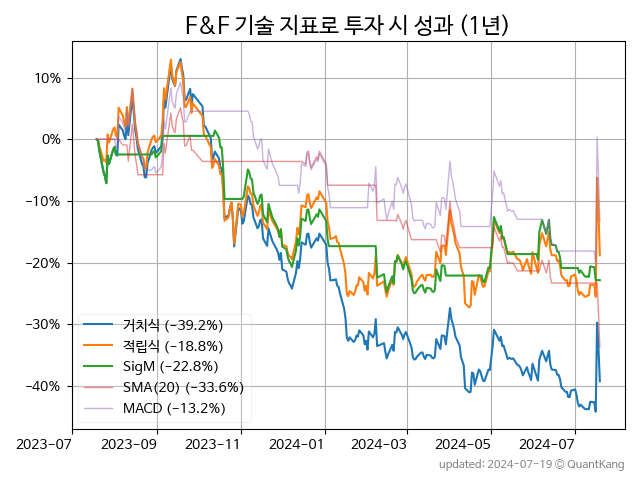 F&F 기술 지표로 투자 시 성과 (1년)
10%
0%
−10%
−20%
−30%
−40%
거치식 (−39.2%)
적립식 (−18.8%)
SigM (−22.8%)
SMA(20) (−33.6%)
MACD (−13.2%)
2023-07
2023-09
2023-11
2024-01
2024-03
2024-05
2024-07
updated: 2024-07-19 © QuantKang